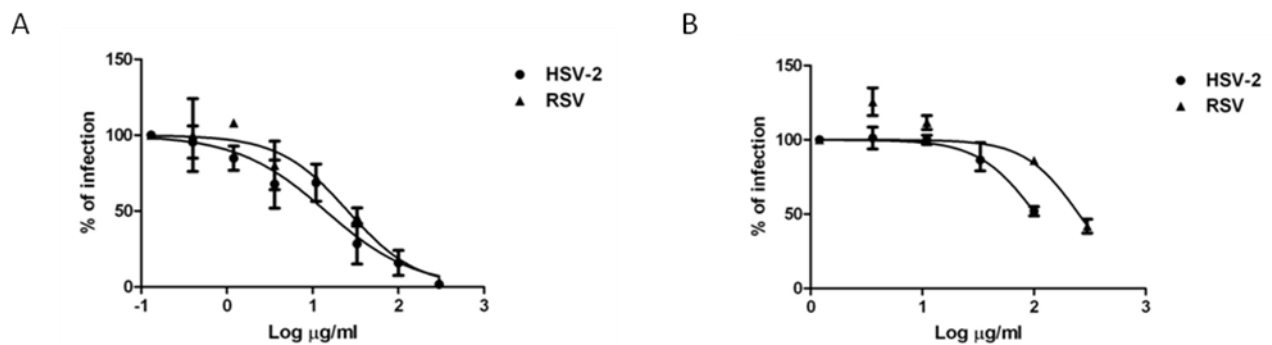 A
150
100
50
0
% of infection
-1 0 1 2 3
Log μg/ml
HSV-2
RSV
B
150
100
50
0
% of infection
0 1 2 3
Log μg/ml
HSV-2
RSV